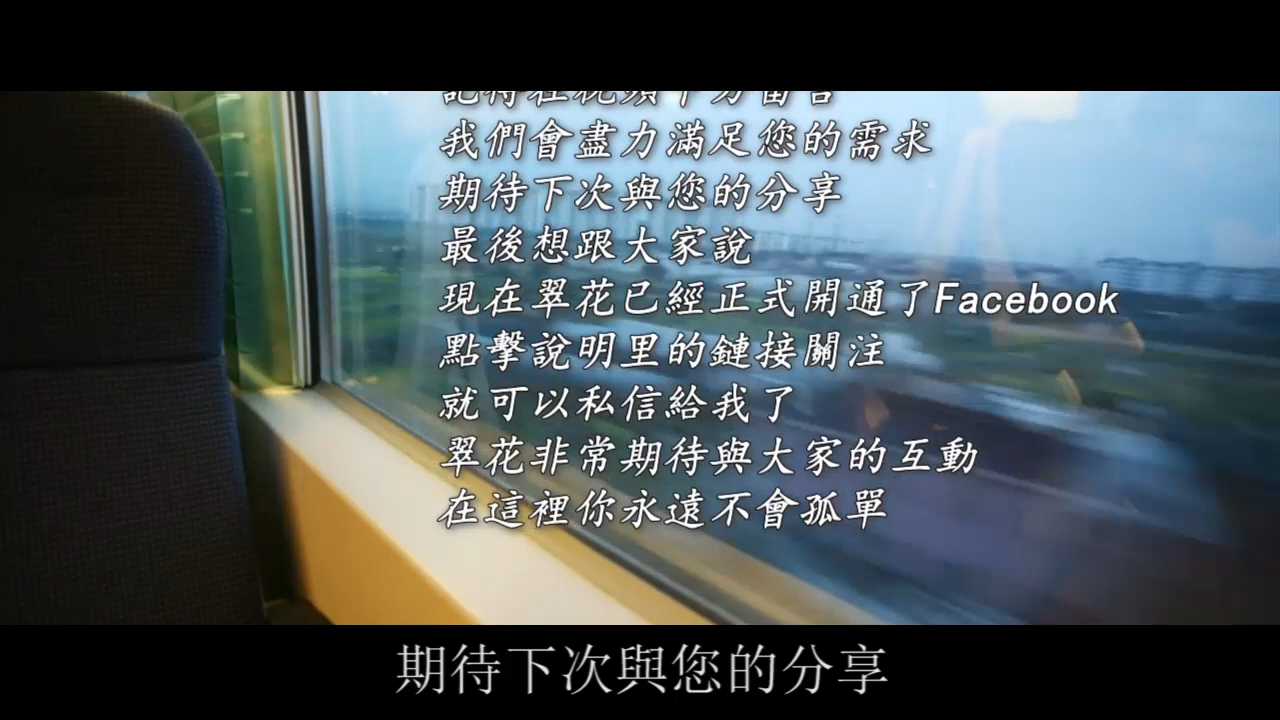 我們會盡力滿足您的需求
期待下次與您的分享
最後想跟大家說
現在翠花已經正式開通了Facebook
點擊說明里的鏈接關注
就可以私信給我了
翠花非常期待與大家的互動
在這裡你永遠不會孤單
期待下次與您的分享